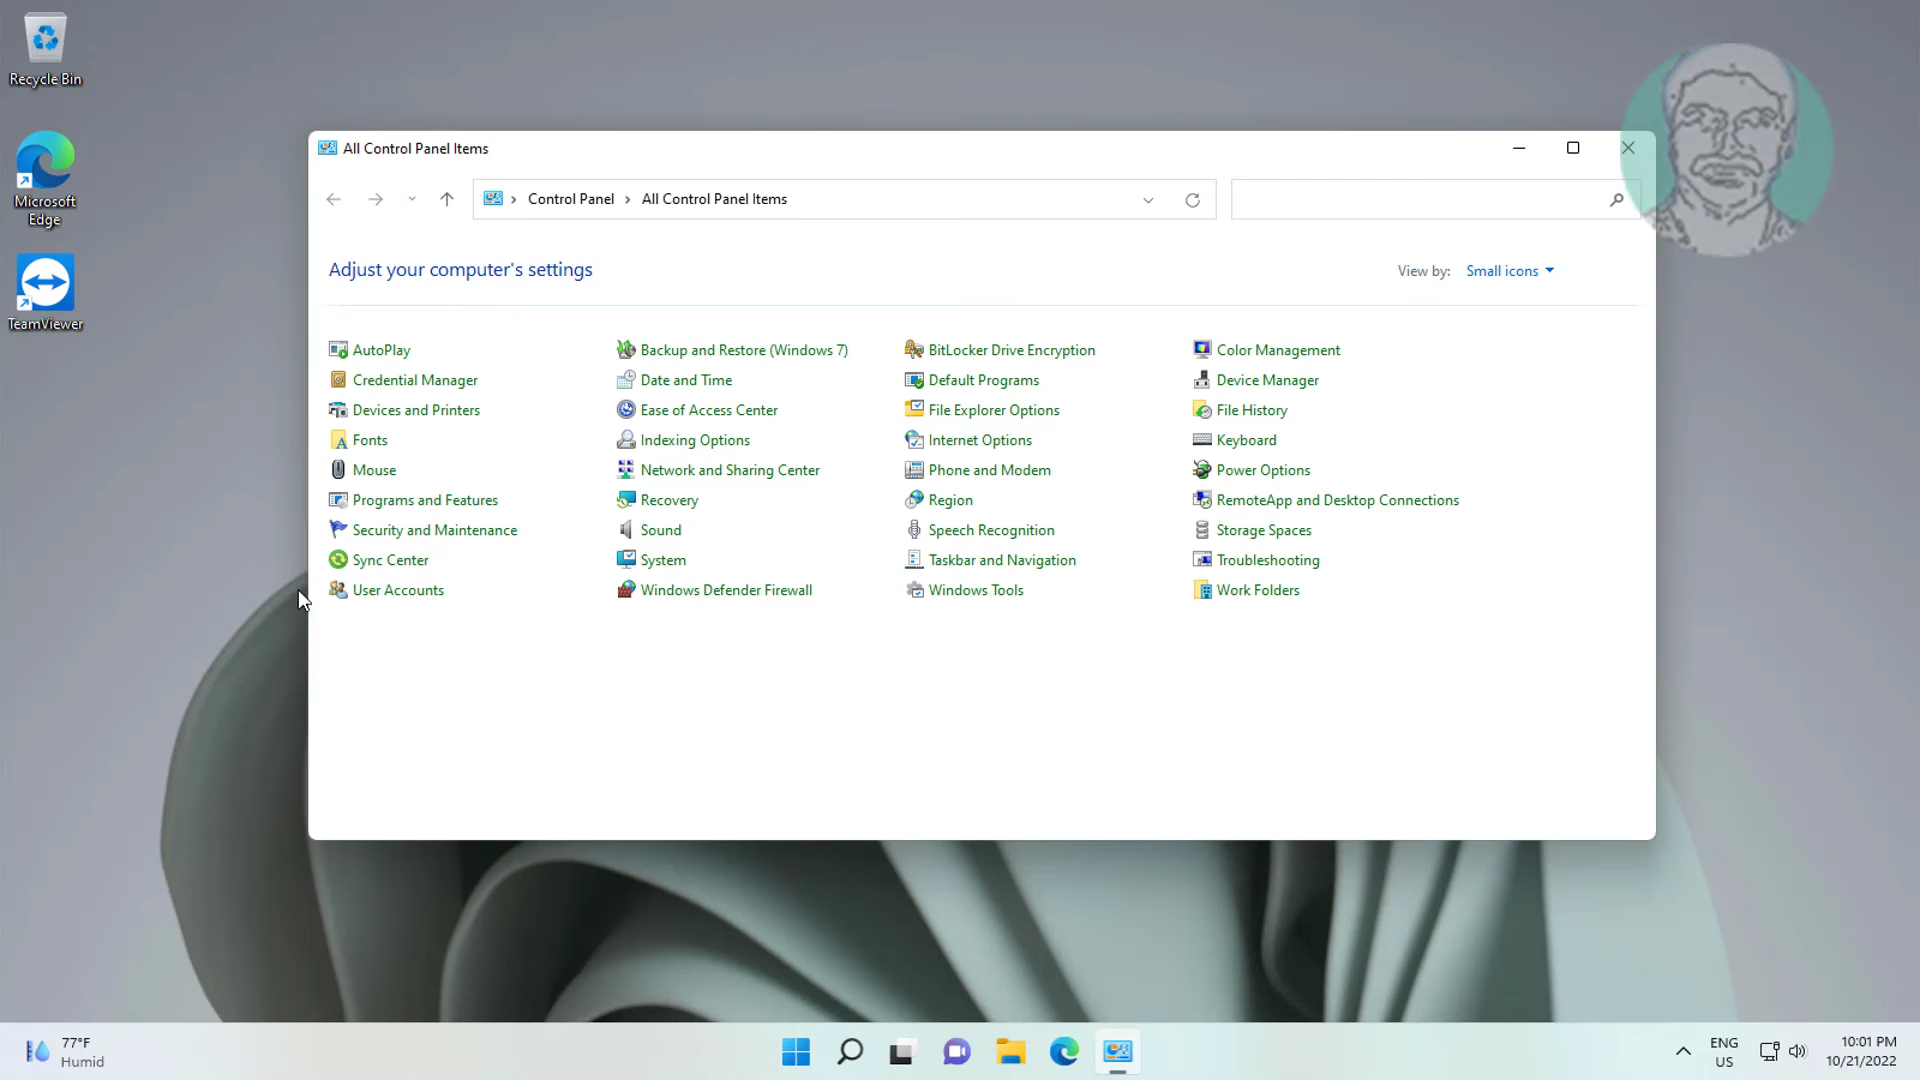 Recycle Bin
Microsoft
Edge
TeamViewer
All Control Panel Items
Control Panel
All Control Panel Items
Adjust your computer's settings
View by: Small icons
AutoPlay
Backup and Restore (Windows 7)
BitLocker Drive Encryption
Color Management
Credential Manager
Date and Time
Default Programs
Device Manager
Devices and Printers
Ease of Access Center
File Explorer Options
File History
Fonts
Indexing Options
Internet Options
Keyboard
Mouse
Network and Sharing Center
Phone and Modem
Power Options
Programs and Features
Recovery
Region
RemoteApp and Desktop Connections
Security and Maintenance
Sound
Speech Recognition
Storage Spaces
Sync Center
System
Taskbar and Navigation
Troubleshooting
User Accounts
Windows Defender Firewall
Windows Tools
Work Folders
77°F
Humid
ENG
US
10:01 PM
10/21/2022